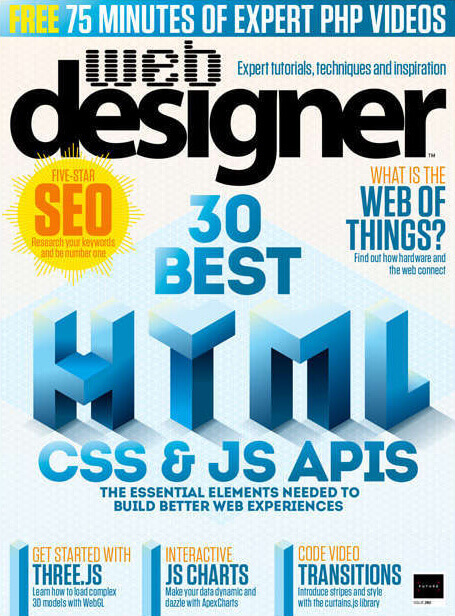 FREE 75 MINUTES OF EXPERT PHP VIDEOS
web
Expert tutorials, techniques and inspiration
designer
TM
FIVE-STAR
SEO
Research your keywords
and be number one
WHAT IS THE
WEB OF
THINGS?
Find out how hardware and
the web connect
30
BEST
HTML
CSS & JS APIS
THE ESSENTIAL ELEMENTS NEEDED TO
BUILD BETTER WEB EXPERIENCES
GET STARTED WITH
THREE.JS
Learn how to load complex
3D models with WebGL
INTERACTIVE
JS CHARTS
Make your data dynamic and
dazzle with ApexCharts
CODE VIDEO
TRANSITIONS
Introduce stripes and style
with the curtains.js library
FUTURE